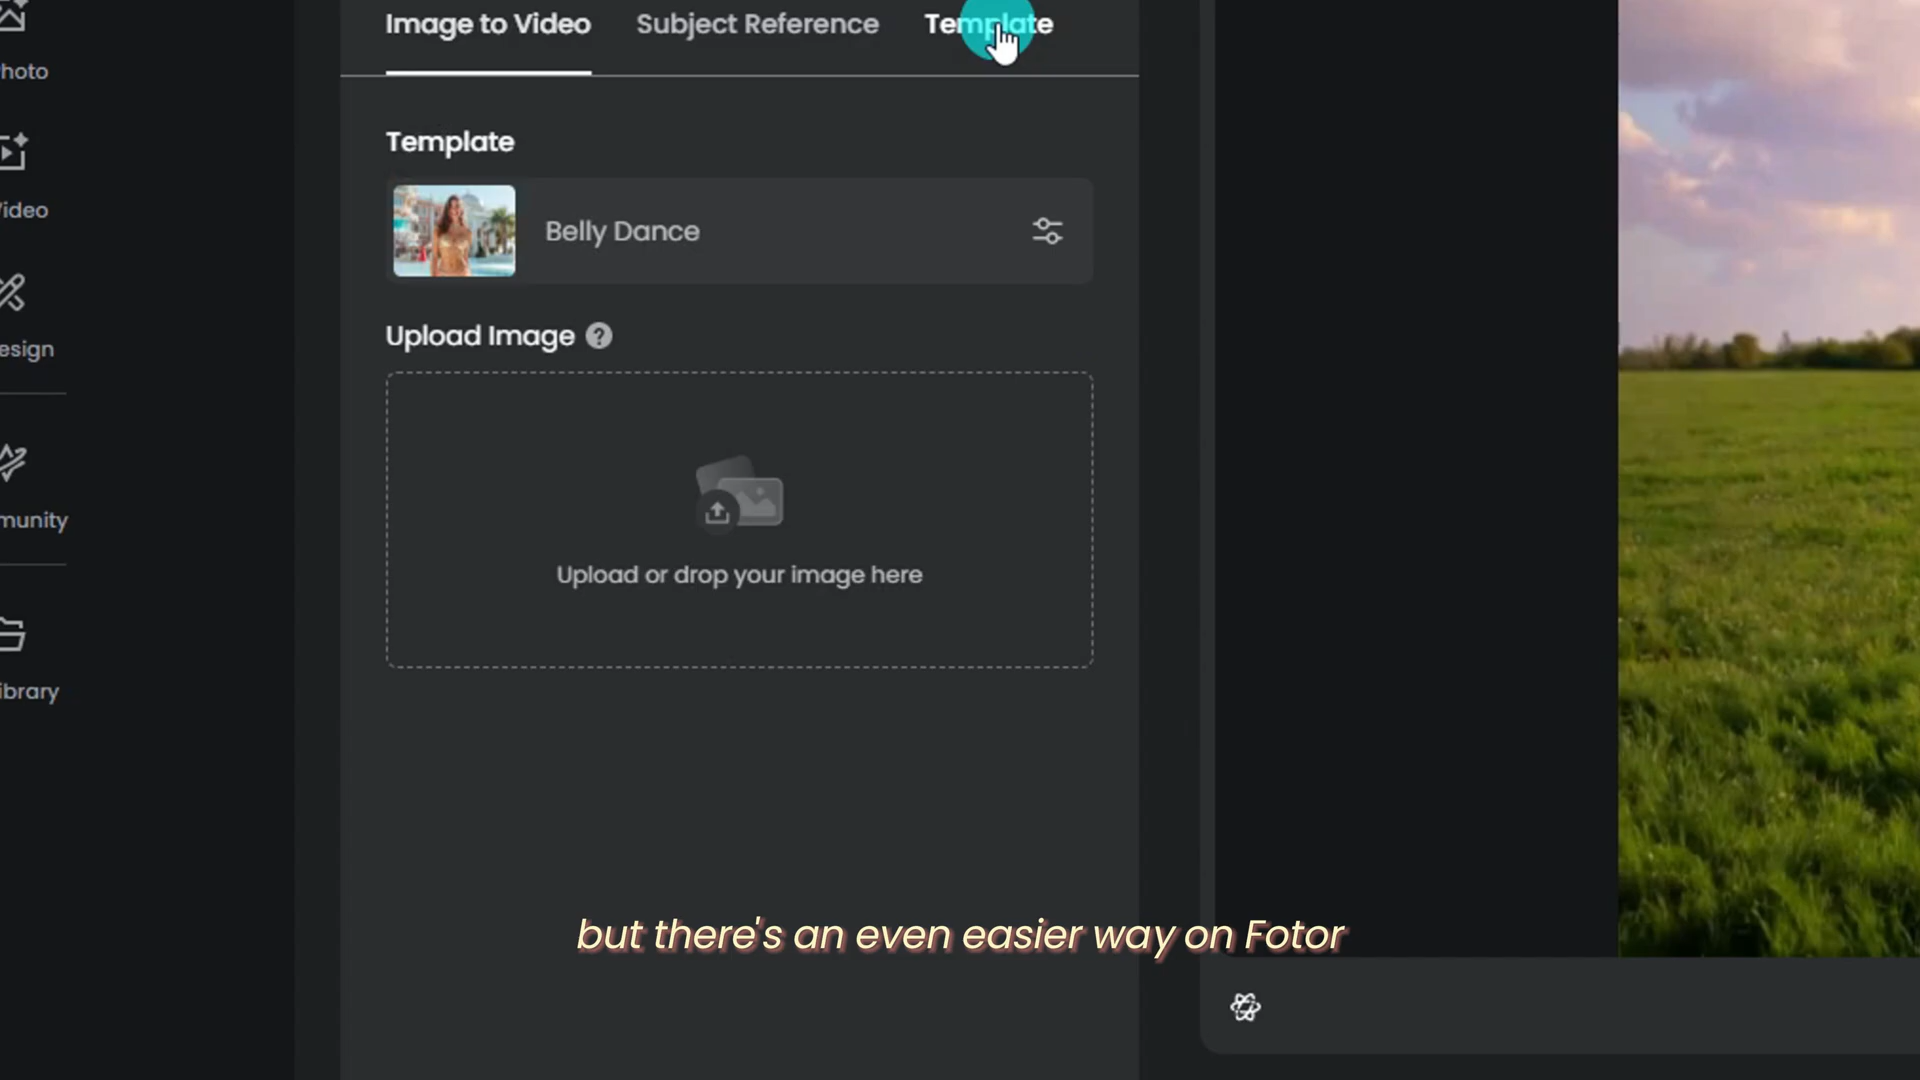 Image to Video Subject Reference Template
Template
Belly Dance
Upload Image ?
Upload or drop your image here
hoto
ideo
esign
munity
ibrary
but there's an even easier way on Fotor